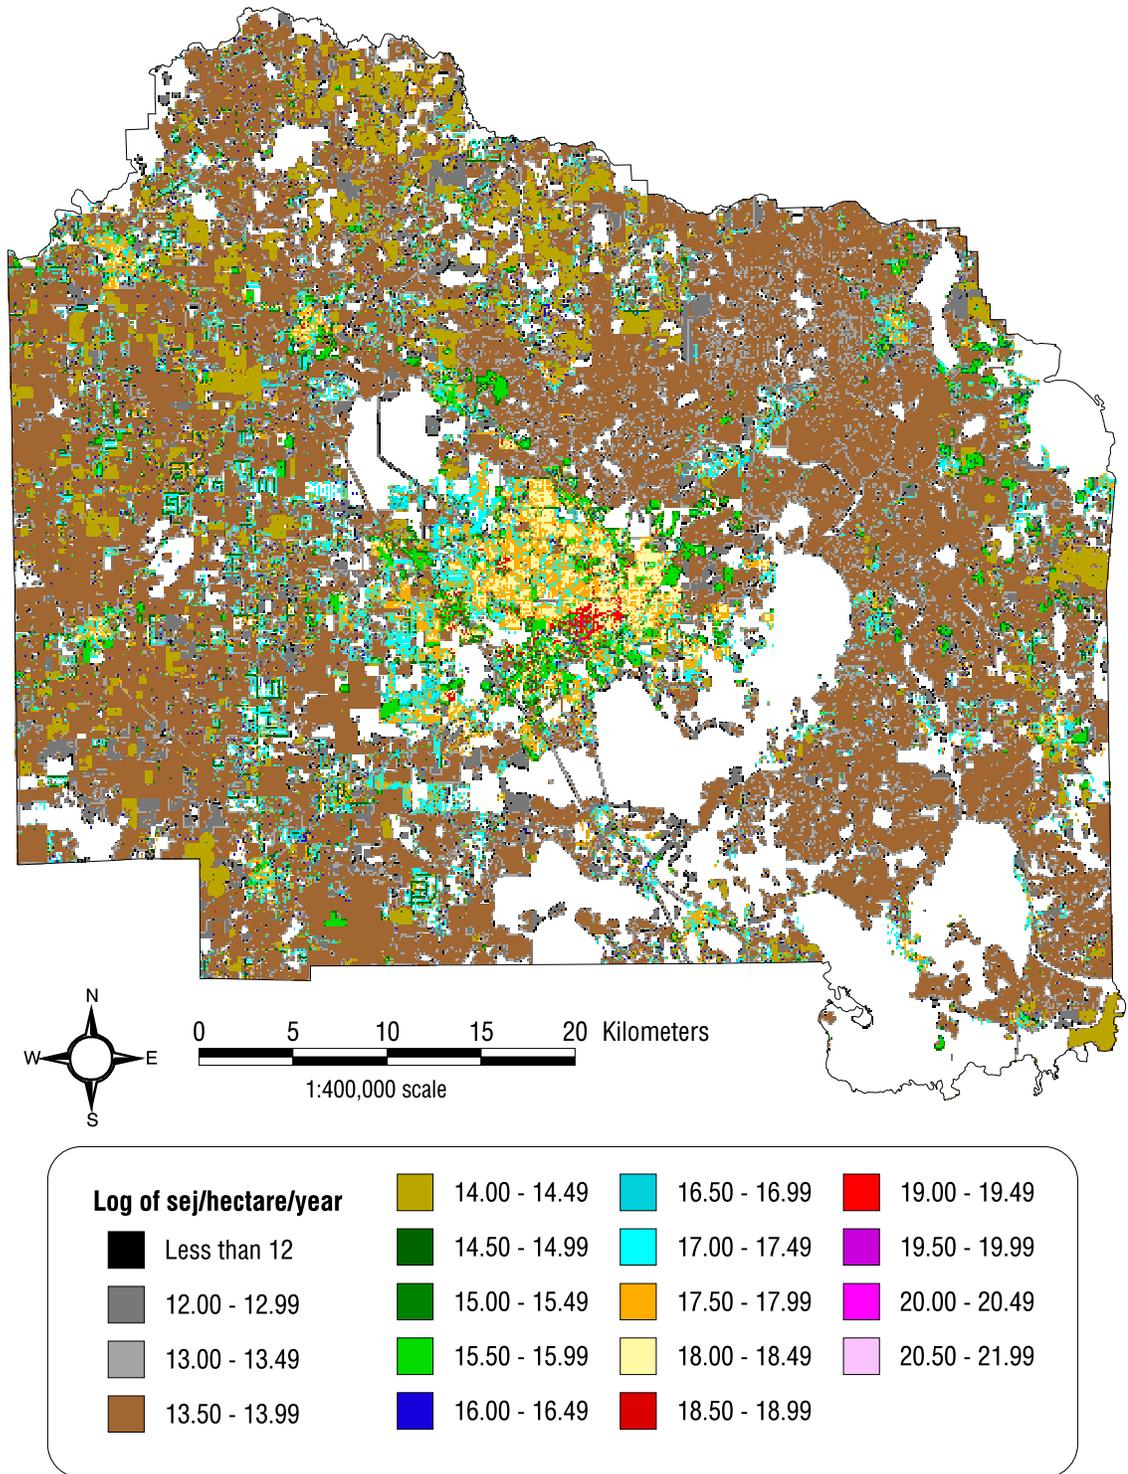 N
W
E
S
0 5 10 15 20 Kilometers
1:400,000 scale
Log of sej/hectare/year
Less than 12
12.00 - 12.99
13.00 - 13.49
13.50 - 13.99
14.00 - 14.49
14.50 - 14.99
15.00 - 15.49
15.50 - 15.99
16.00 - 16.49
16.50 - 16.99
17.00 - 17.49
17.50 - 17.99
18.00 - 18.49
18.50 - 18.99
19.00 - 19.49
19.50 - 19.99
20.00 - 20.49
20.50 - 21.99